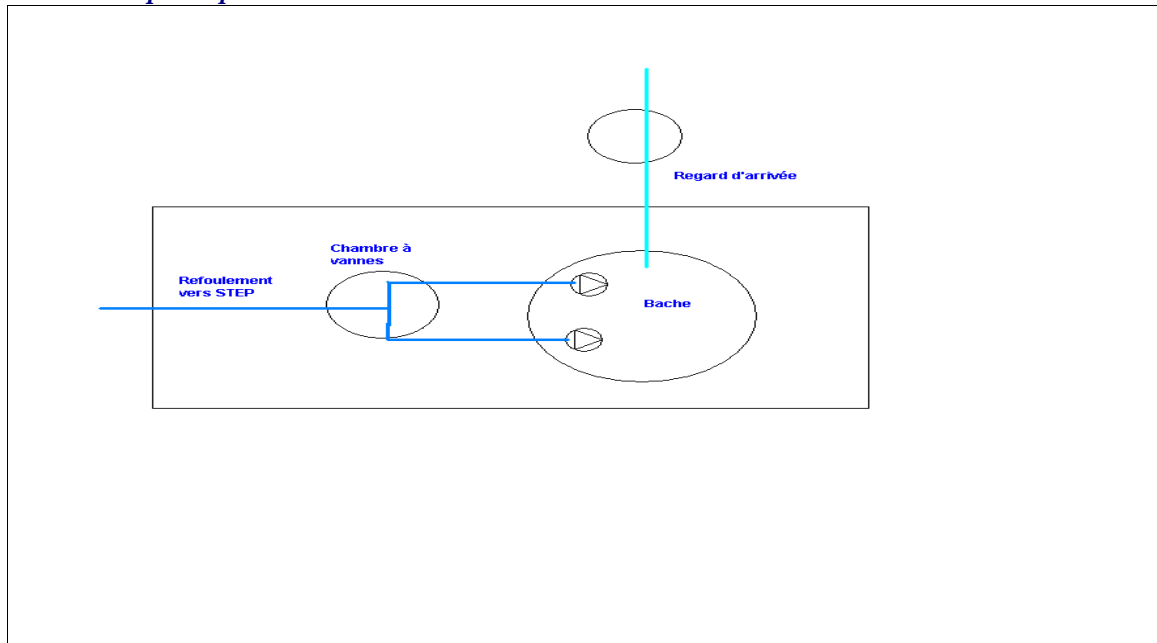 Regard d'arrivée
Chambre à
vannes
Refoulement
vers STEP
Bache